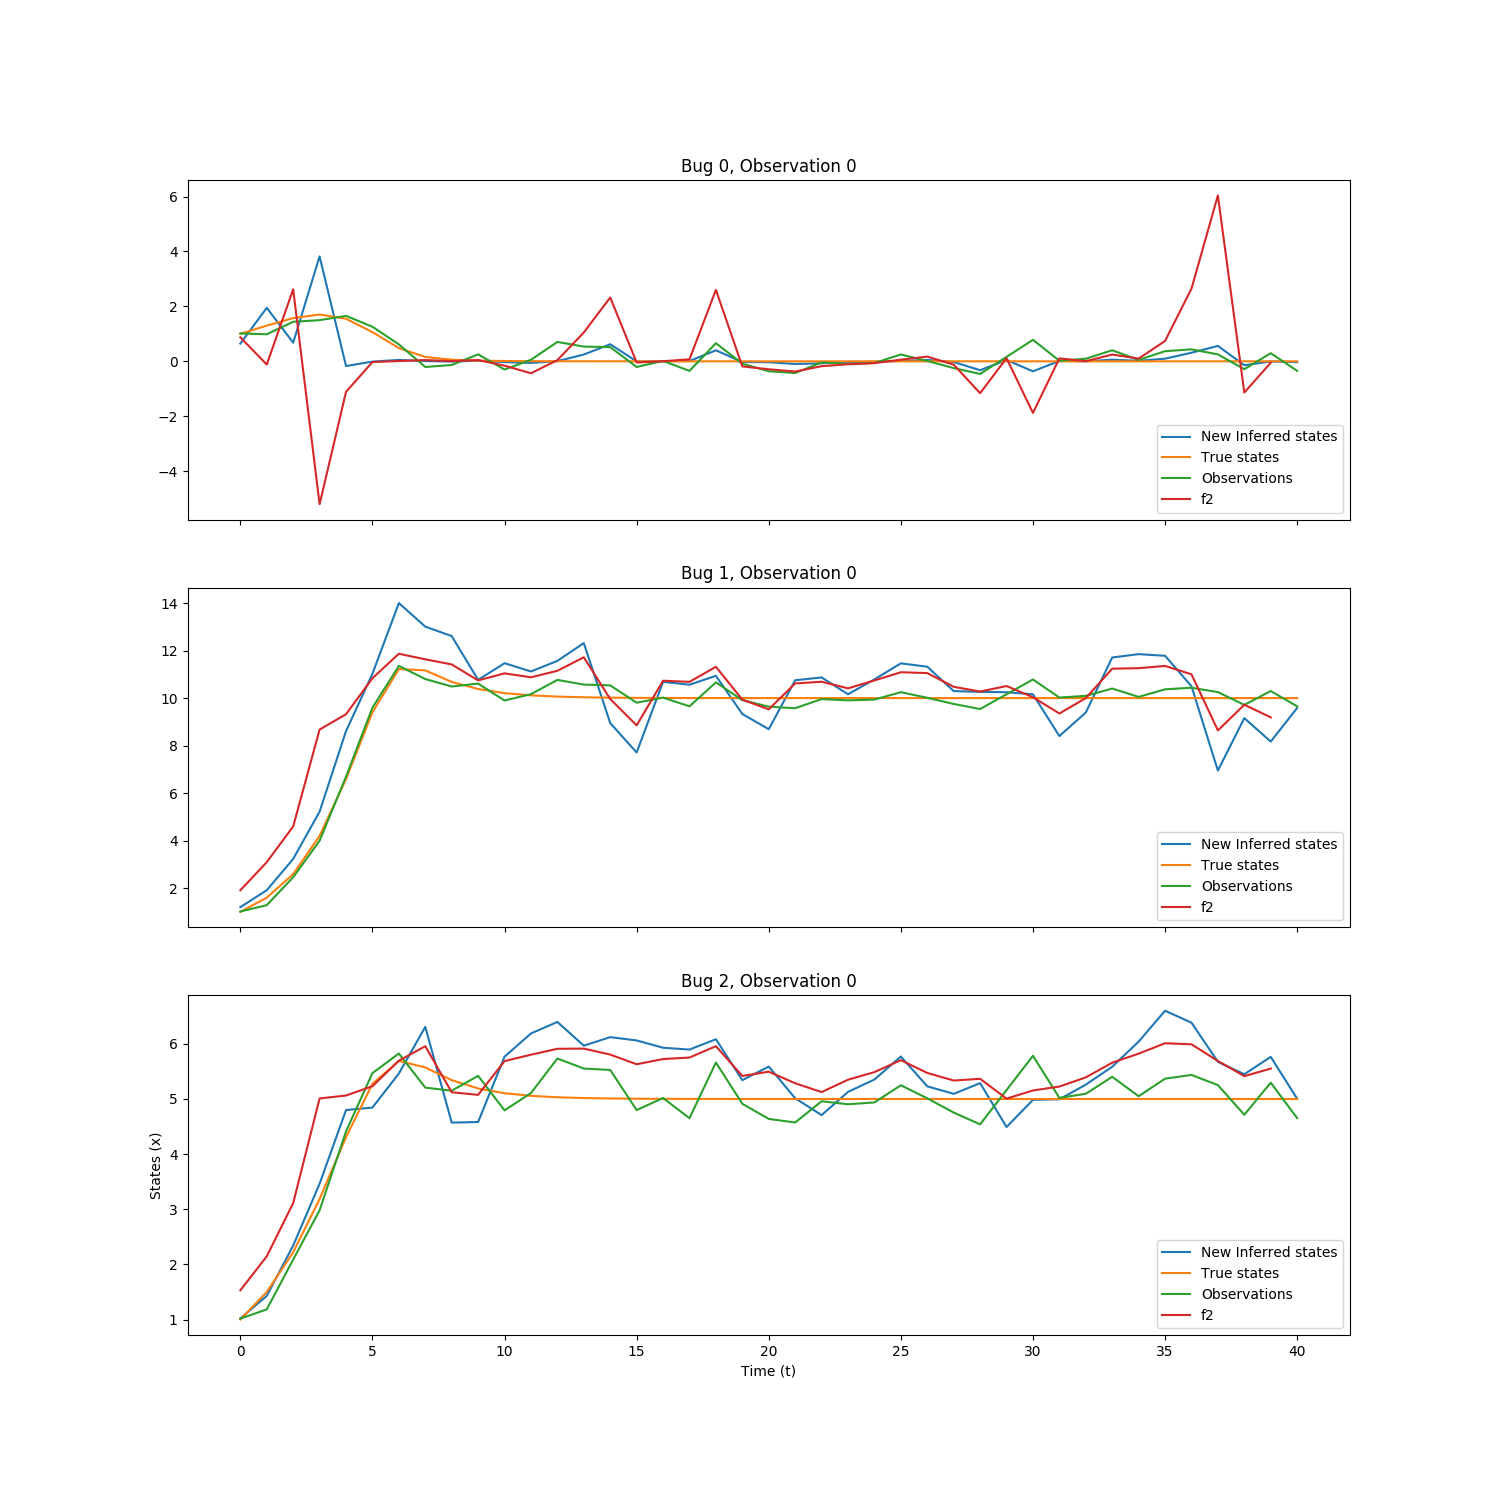 Bug 0, Observation 0
6
4
2
0
−2
−4
New Inferred states
True states
Observations
f2
Bug 1, Observation 0
14
12
10
8
6
4
2
New Inferred states
True states
Observations
f2
Bug 2, Observation 0
States (x)
6
5
4
3
2
1
New Inferred states
True states
Observations
f2
0 5 10 15 20 25 30 35 40
Time (t)